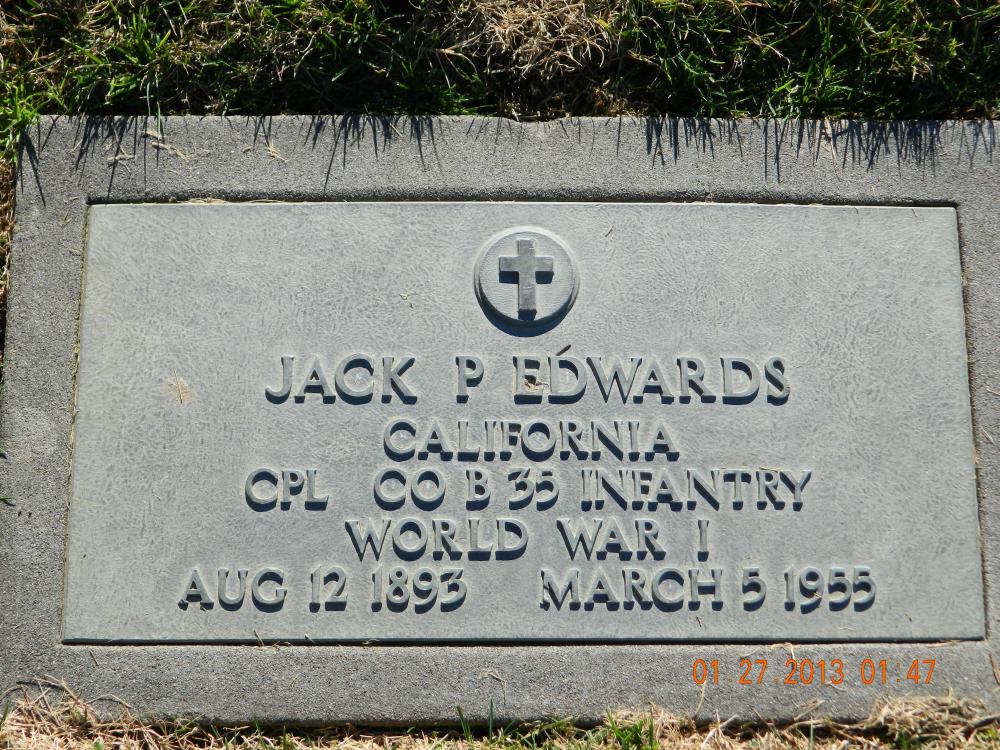 JACK P EDWARDS
CALIFORNIA
CPL CO B 35 INFANTRY
WORLD WAR I
AUG 12 1893 MARCH 5 1955
01.27.2013 01:47